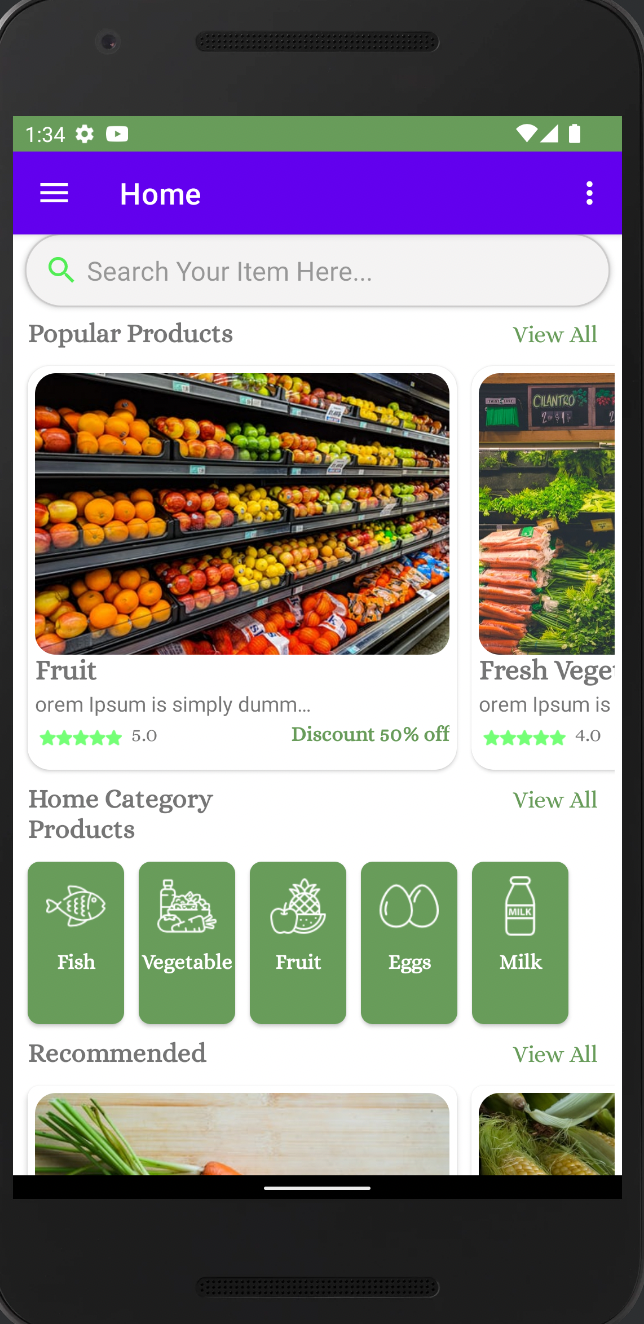 1:34
Home
Search Your Item Here...
Popular Products
View All
CILANTRO
Fruit
Fresh Veget
orem Ipsum is simply dumm...
orem Ipsum is
5.0
Discount 50% off
4.0
Home Category
Products
View All
MILK
Fish
Vegetable
Fruit
Eggs
Milk
Recommended
View All